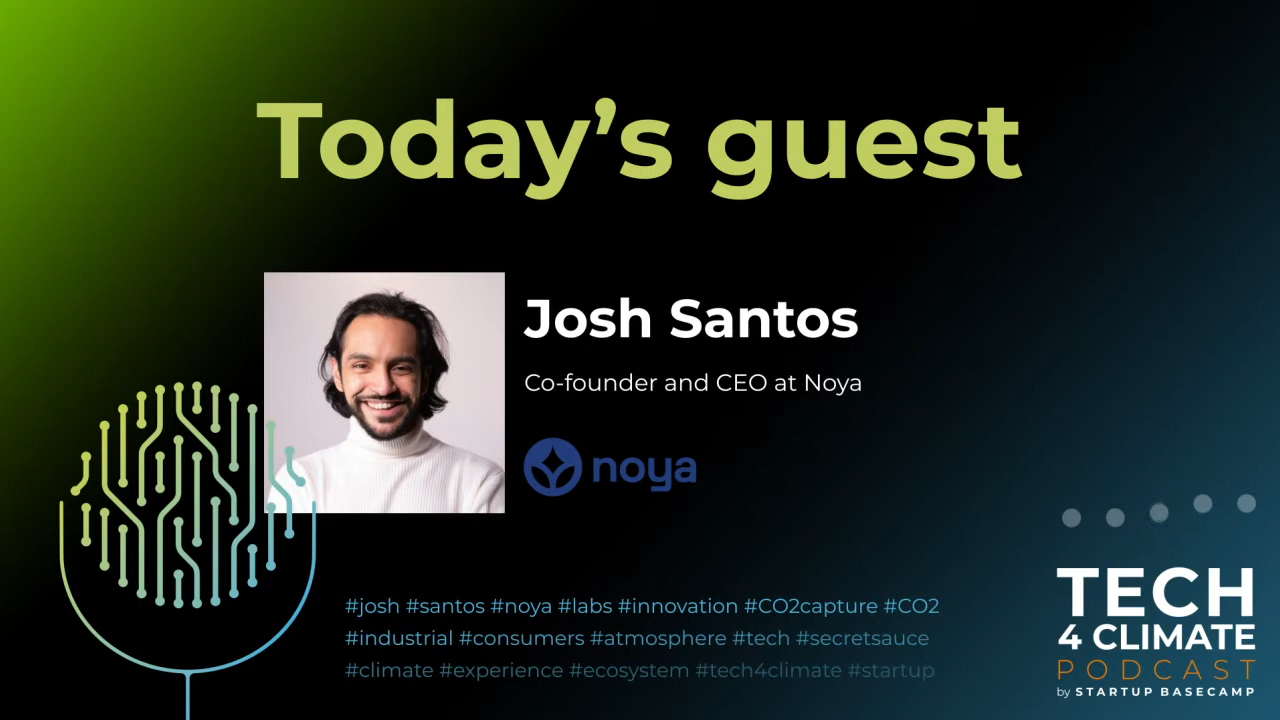 Today’s guest
Josh Santos
Co-founder and CEO at Noya
noya
#josh #santos #noya #labs #innovation #CO2capture #CO2
#industrial #consumers #atmosphere #tech #secretsauce
#climate #experience #ecosystem #tech4climate #startup
TECH
4 CLIMATE
PODCAST
by STARTUP BASECAMP